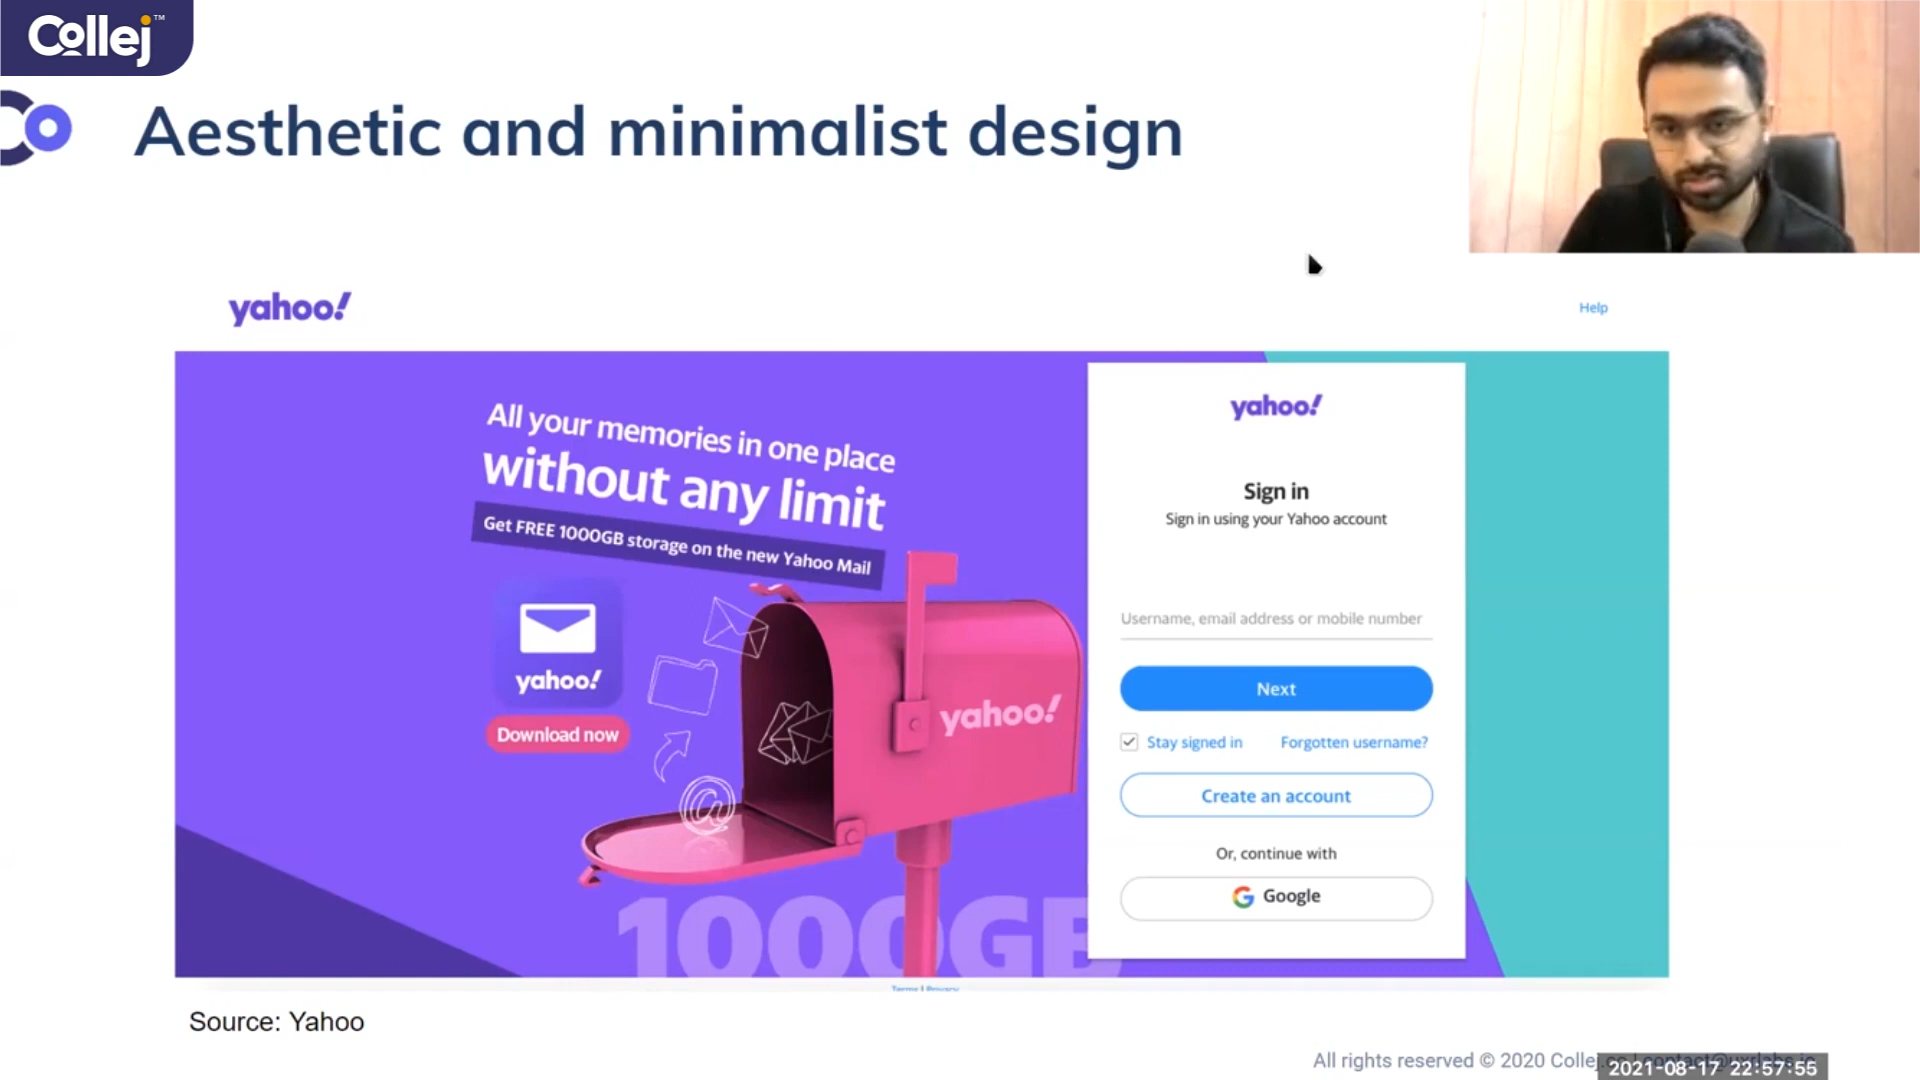 Collej™
Aesthetic and minimalist design
yahoo!
Help
All your memories in one place
without any limit
Get FREE 1000GB storage on the new Yahoo Mail
yahoo!
Download now
yahoo!
1000GB
yahoo!
Sign in
Sign in using your Yahoo account
Username, email address or mobile number
Next
Stay signed in
Forgotten username?
Create an account
Or, continue with
Google
Terms | Privacy
Source: Yahoo
All rights reserved © 2020 Collej
2021-08-17 22:57:55